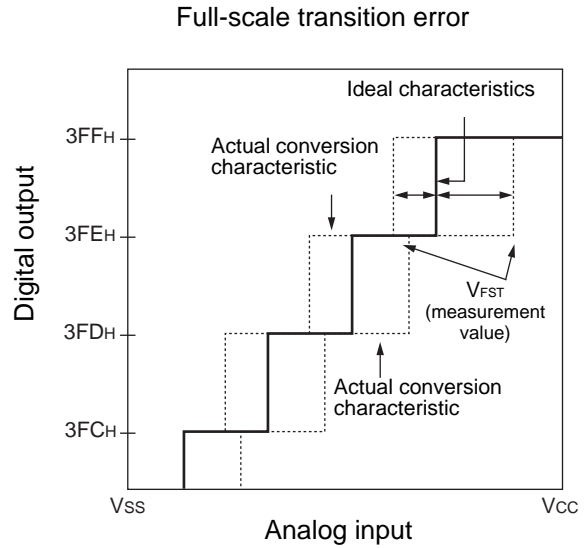 Full-scale transition error
Ideal characteristics
Actual conversion
characteristic
3FFH
3FEH
3FDH
3FCH
Digital output
VFST
(measurement
value)
Actual conversion
characteristic
VSS
VCC
Analog input